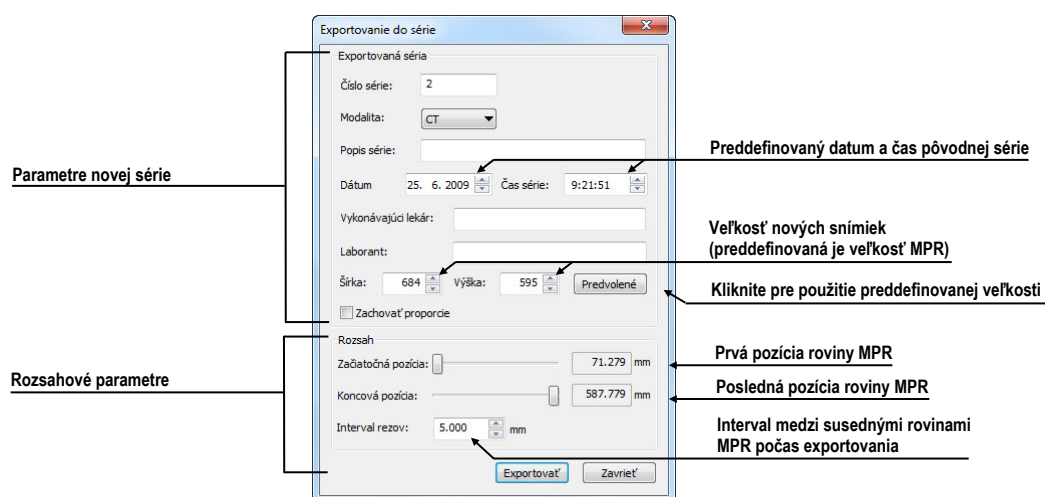 Exportovanie do série
Exportovaná séria
Číslo série: 2
Modalita: CT
Popis série:
Preddefinovaný datum a čas pôvodnej série
Parametre novej série
Dátum 25. 6. 2009 Čas série: 9:21:51
Vykonávajúci lekár:
Veľkosť nových snímiek
(preddefinovaná je veľkosť MPR)
Laborant:
Šírka: 684 Výška: 595 Predvolené
Kliknite pre použitie preddefinovanej veľkosti
Zachovať proporcie
Rozsah
Začiatočná pozícia: 71.279 mm
Prvá pozícia roviny MPR
Rozsahové parametre
Koncová pozícia: 587.779 mm
Posledná pozícia roviny MPR
Interval rezov: 5.000 mm
Interval medzi susednými rovinami
MPR počas exportovania
Exportovať Zavrieť